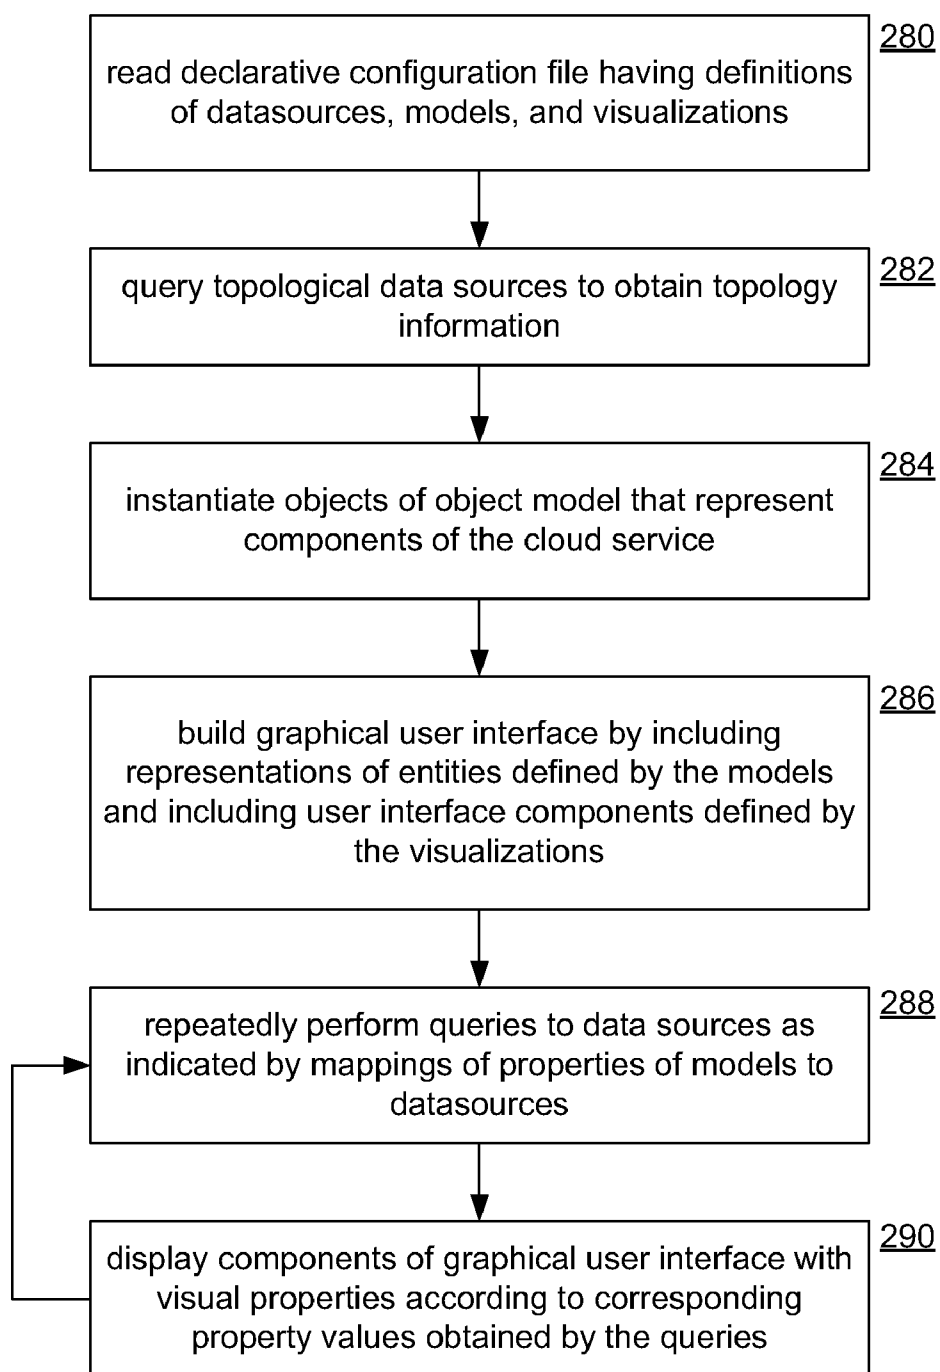 280
read declarative configuration file having definitions
of datasources, models, and visualizations
282
query topological data sources to obtain topology
information
284
instantiate objects of object model that represent
components of the cloud service
286
build graphical user interface by including
representations of entities defined by the models
and including user interface components defined by
the visualizations
288
repeatedly perform queries to data sources as
indicated by mappings of properties of models to
datasources
290
display components of graphical user interface with
visual properties according to corresponding
property values obtained by the queries